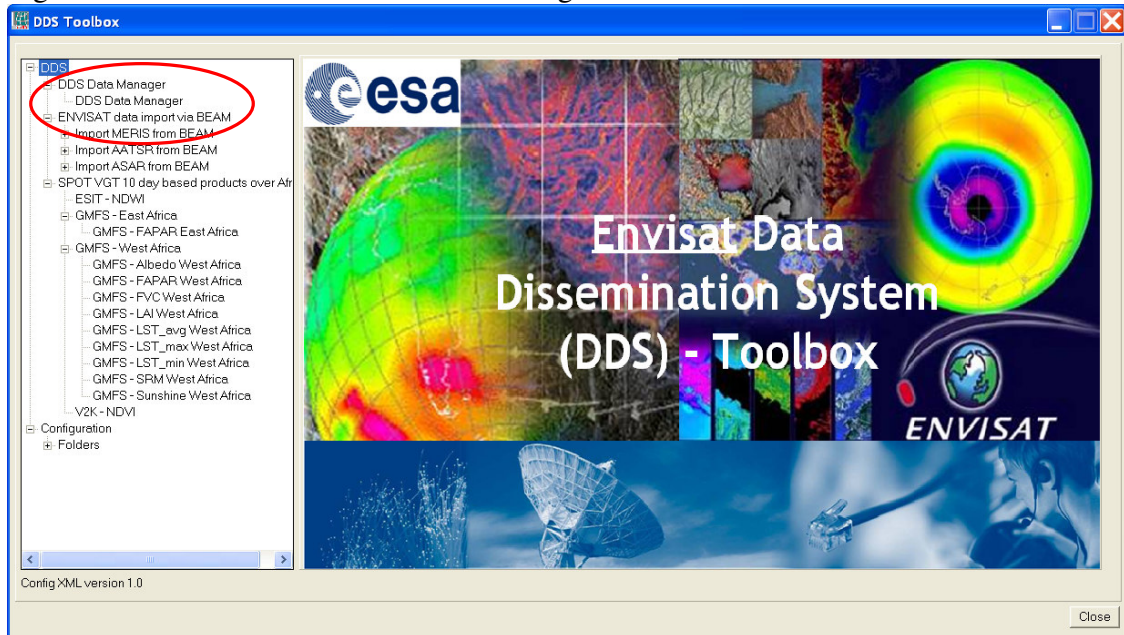 DDS Toolbox
DDS
DDS Data Manager
DDS Data Manager
ENVISAT data import via BEAM
Import MERIS from BEAM
Import AATSR from BEAM
Import ASAR from BEAM
SPOT VGT 10 day based products over Afr
ESIT - NDWI
GMFS - East Africa
GMFS - FAPAR East Africa
GMFS - West Africa
GMFS - Albedo West Africa
GMFS - FAPAR West Africa
GMFS - FVC West Africa
GMFS - LAI West Africa
GMFS - LST_avg West Africa
GMFS - LST_max West Africa
GMFS - LST_min West Africa
GMFS - SRM West Africa
GMFS - Sunshine West Africa
V2K - NDVI
Configuration
Folders
esa
Envisat Data
Dissemination System
(DDS) - Toolbox
ENVISAT
Config XML version 1.0
Close